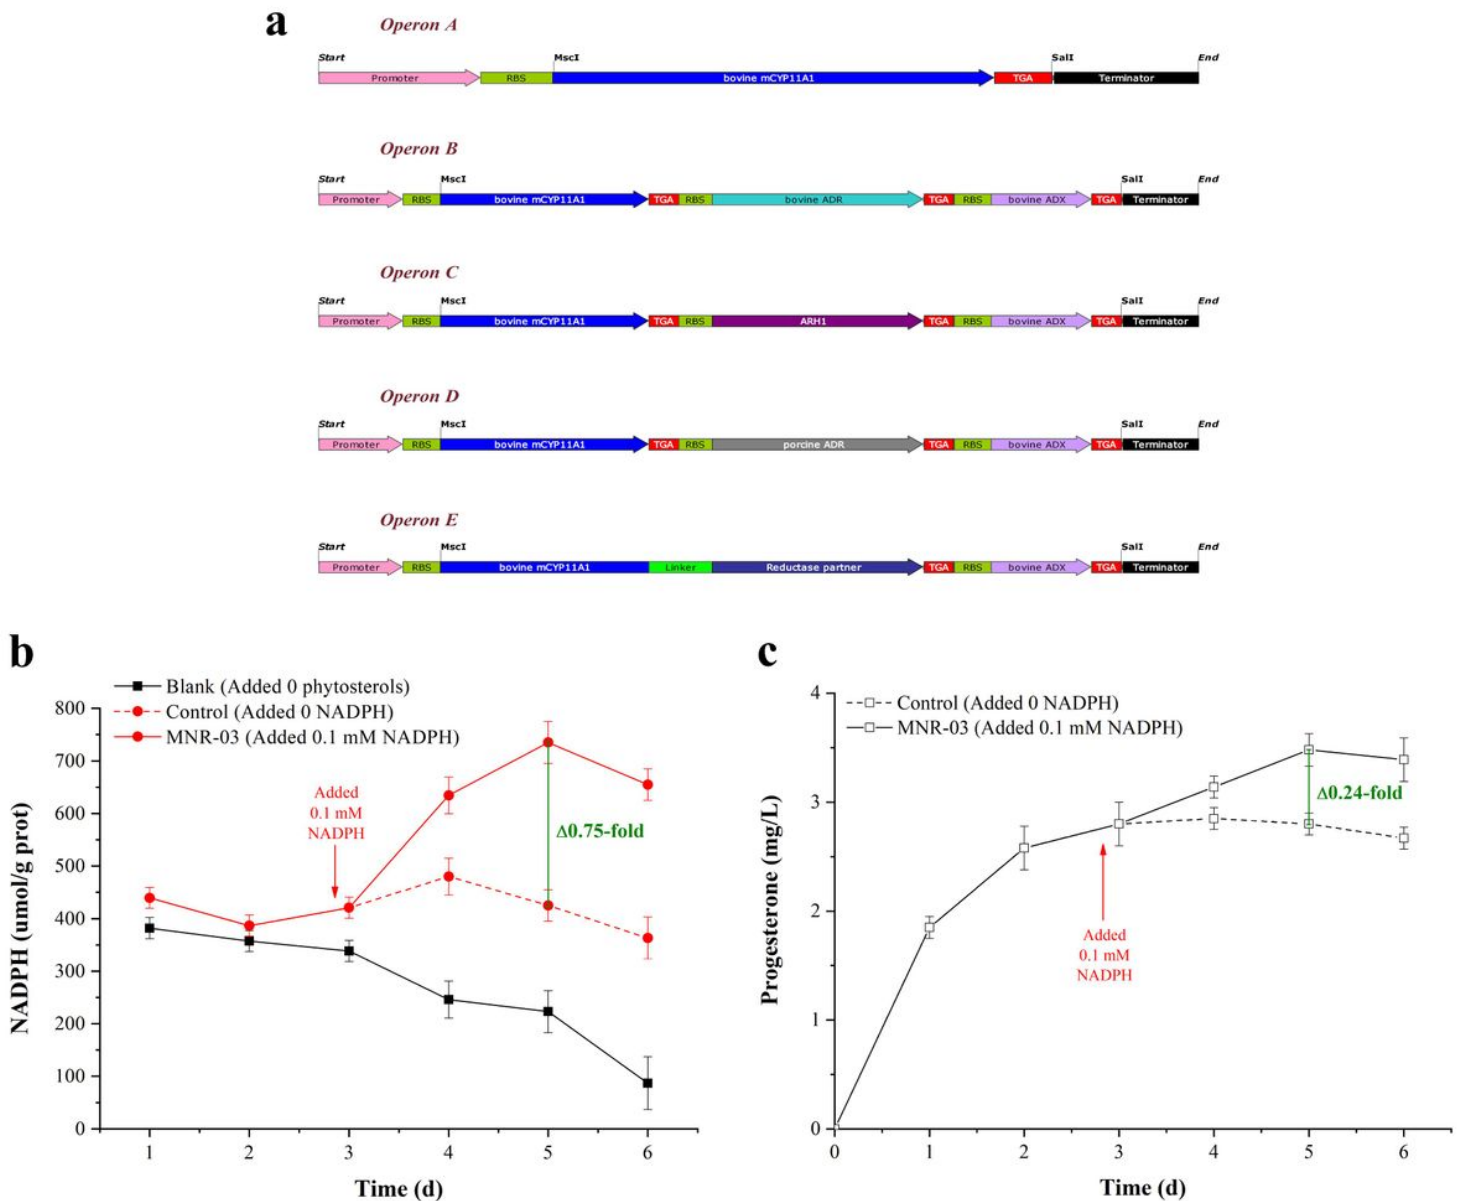 a
Operon A
Start MscI SalI End
Promoter RBS bovine mCYP11A1 TGA Terminator
Operon B
Start MscI SalI End
Promoter RBS bovine mCYP11A1 TGA RBS bovine ADR TGA RBS bovine ADX TGA Terminator
Operon C
Start MscI SalI End
Promoter RBS bovine mCYP11A1 TGA RBS ARH1 TGA RBS bovine ADX TGA Terminator
Operon D
Start MscI SalI End
Promoter RBS bovine mCYP11A1 TGA RBS porcine ADR TGA RBS bovine ADX TGA Terminator
Operon E
Start MscI SalI End
Promoter RBS bovine mCYP11A1 Linker Reductase partner TGA RBS bovine ADX TGA Terminator
b
Blank (Added 0 phytosterols)
Control (Added 0 NADPH)
MNR-03 (Added 0.1 mM NADPH)
800
700
600
500
400
300
200
100
0
NADPH (umol/g prot)
Added
0.1 mM
NADPH
Δ0.75-fold
1 2 3 4 5 6
Time (d)
c
Control (Added 0 NADPH)
MNR-03 (Added 0.1 mM NADPH)
4
3
2
1
0
Progesterone (mg/L)
Δ0.24-fold
Added
0.1 mM
NADPH
0 1 2 3 4 5 6
Time (d)